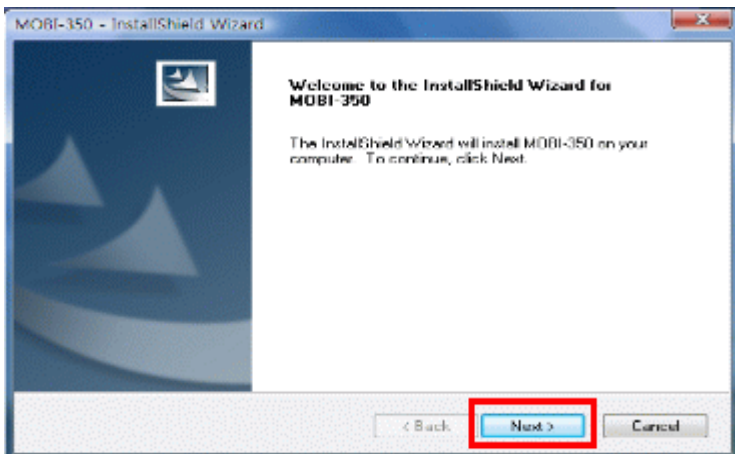 MOBI-350 - InstallShield Wizard
Welcome to the InstallShield Wizard for
MOBI-350
The InstallShield Wizard will install MOBI-350 on your
computer. To continue, click Next.
< Back
Next >
Cancel